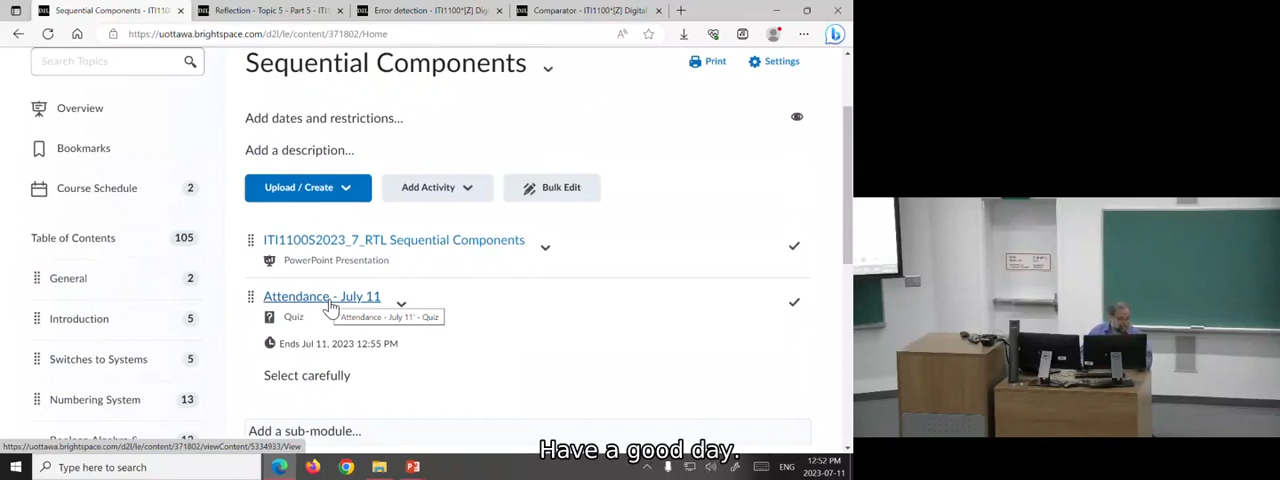 Sequential Components - ITI1100
Reflection - Topic 5 - Part 5 - ITI
Error detection - ITI1100*[Z] Digi
Comparator - ITI1100*[Z] Digital
https://uottawa.brightspace.com/d2l/le/content/371802/Home
Search Topics
Overview
Bookmarks
Course Schedule 2
Table of Contents 105
General 2
Introduction 5
Switches to Systems 5
Numbering System 13
Sequential Components
Print
Settings
Add dates and restrictions...
Add a description...
Upload / Create
Add Activity
Bulk Edit
ITI1100S2023_7_RTL Sequential Components
PowerPoint Presentation
Attendance - July 11
Quiz
'Attendance - July 11' - Quiz
Ends Jul 11, 2023 12:55 PM
Select carefully
Add a sub-module...
https://uottawa.brightspace.com/d2l/le/content/371802/viewContent/5334933/View
Have a good day.
Type here to search
ENG
12:52 PM
2023-07-11